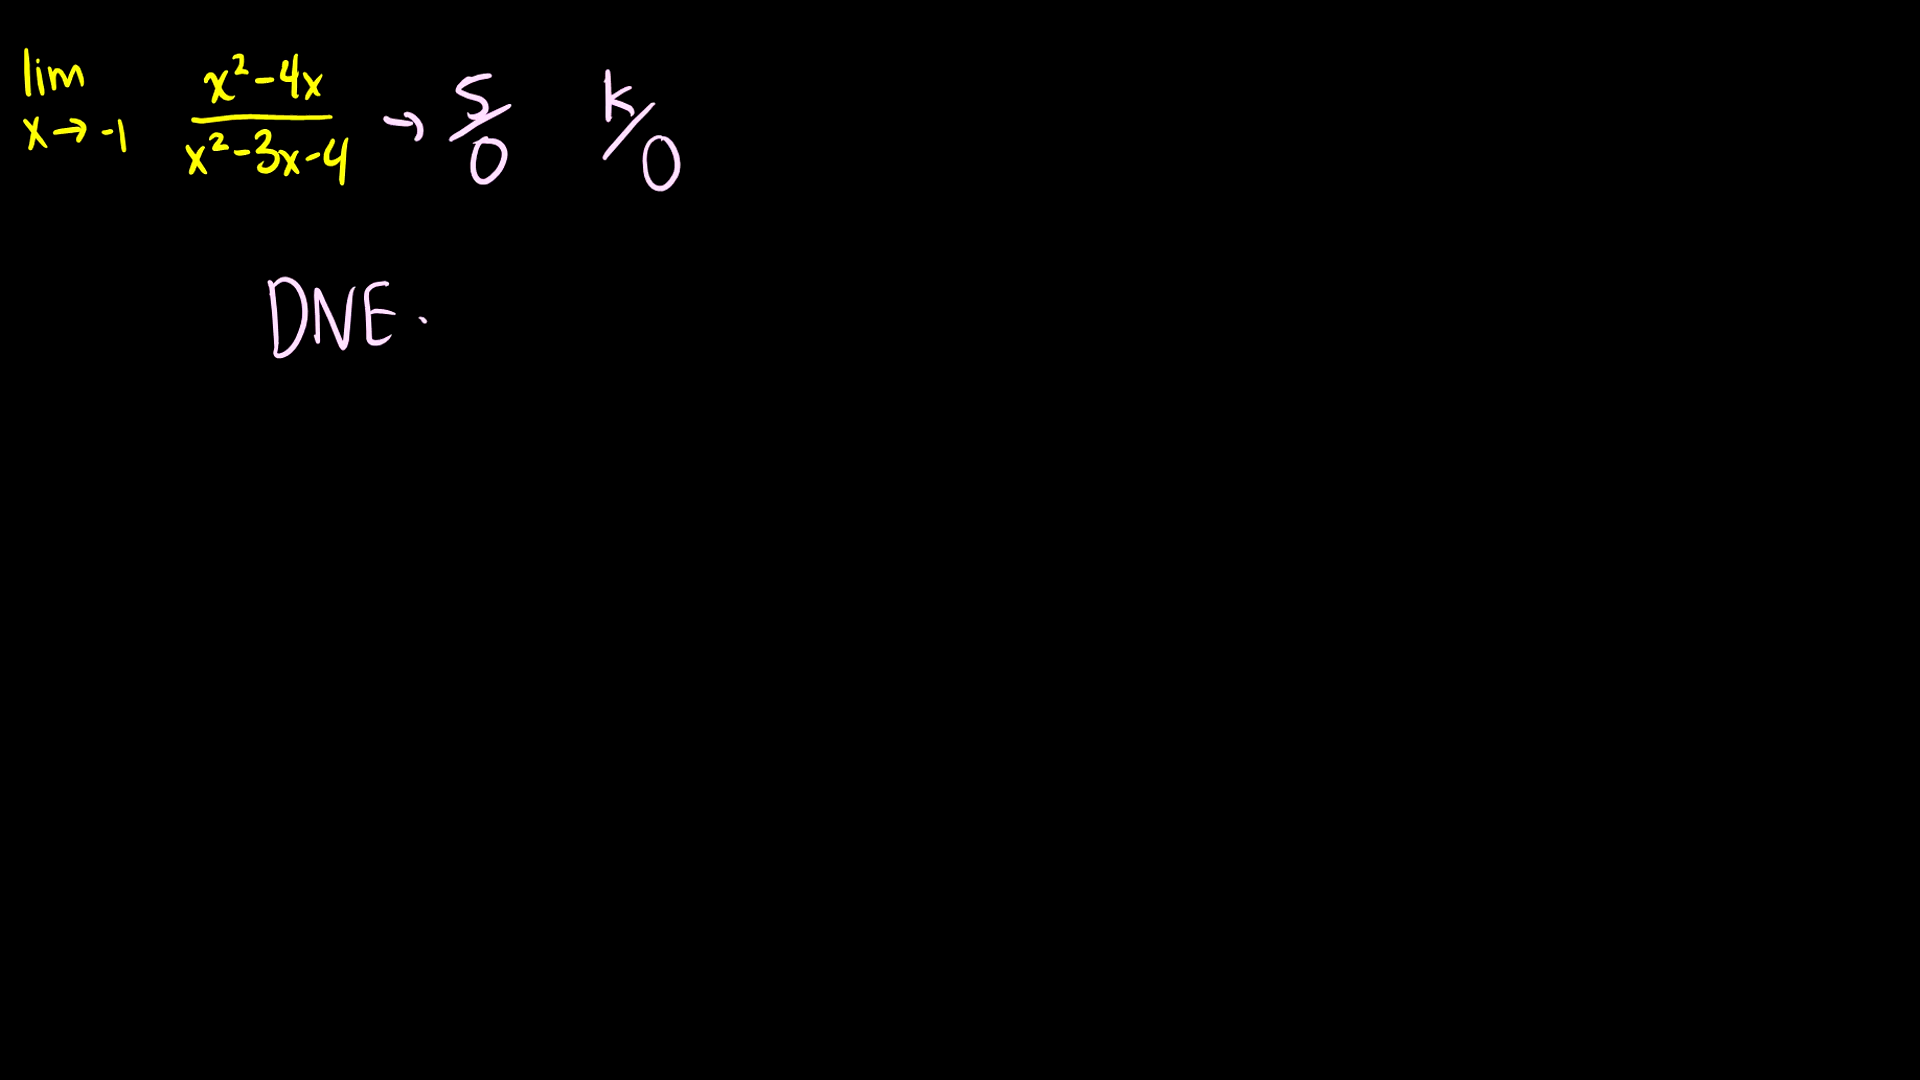 lim x→-1 x²-4x / x²-3x-4 → 5/0 k/0
DNE.